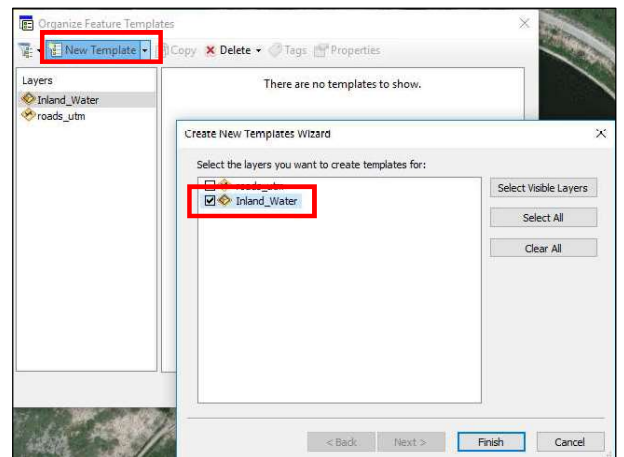 Organize Feature Templates
New Template Copy Delete Tags Properties
Layers
There are no templates to show.
Inland_Water
roads_utm
Create New Templates Wizard
Select the layers you want to create templates for:
Inland_Water
Select Visible Layers
Select All
Clear All
< Back Next > Finish Cancel